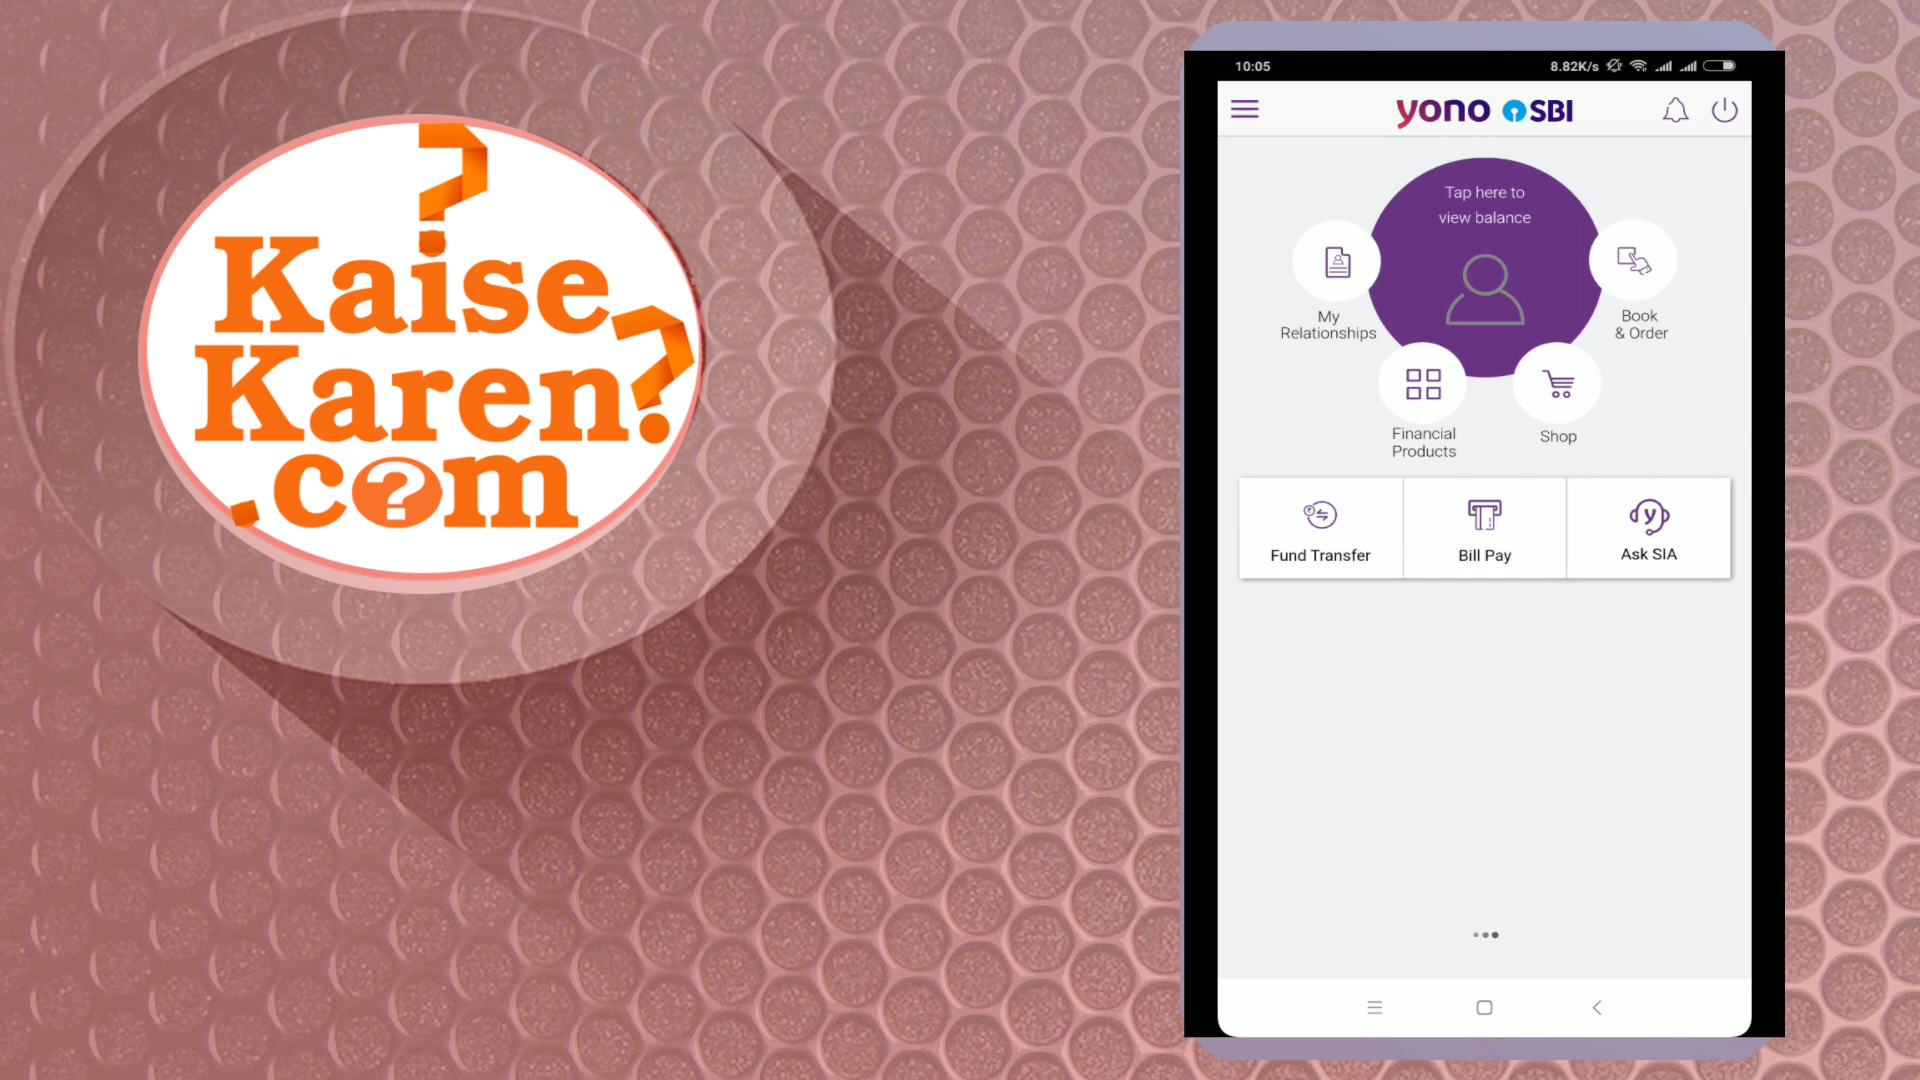 Kaise
Karen?
.com
10:05
8.82K/s
yono SBI
Tap here to
view balance
My
Relationships
Book
& Order
Financial
Products
Shop
Fund Transfer
Bill Pay
Ask SIA